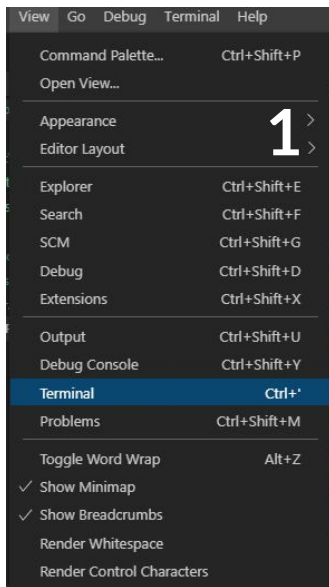 View Go Debug Terminal Help
Command Palette... Ctrl+Shift+P
Open View...
Appearance >
1
Editor Layout >
Explorer Ctrl+Shift+E
Search Ctrl+Shift+F
SCM Ctrl+Shift+G
Debug Ctrl+Shift+D
Extensions Ctrl+Shift+X
Output Ctrl+Shift+U
Debug Console Ctrl+Shift+Y
Terminal Ctrl+'
Problems Ctrl+Shift+M
Toggle Word Wrap Alt+Z
✓ Show Minimap
✓ Show Breadcrumbs
Render Whitespace
Render Control Characters